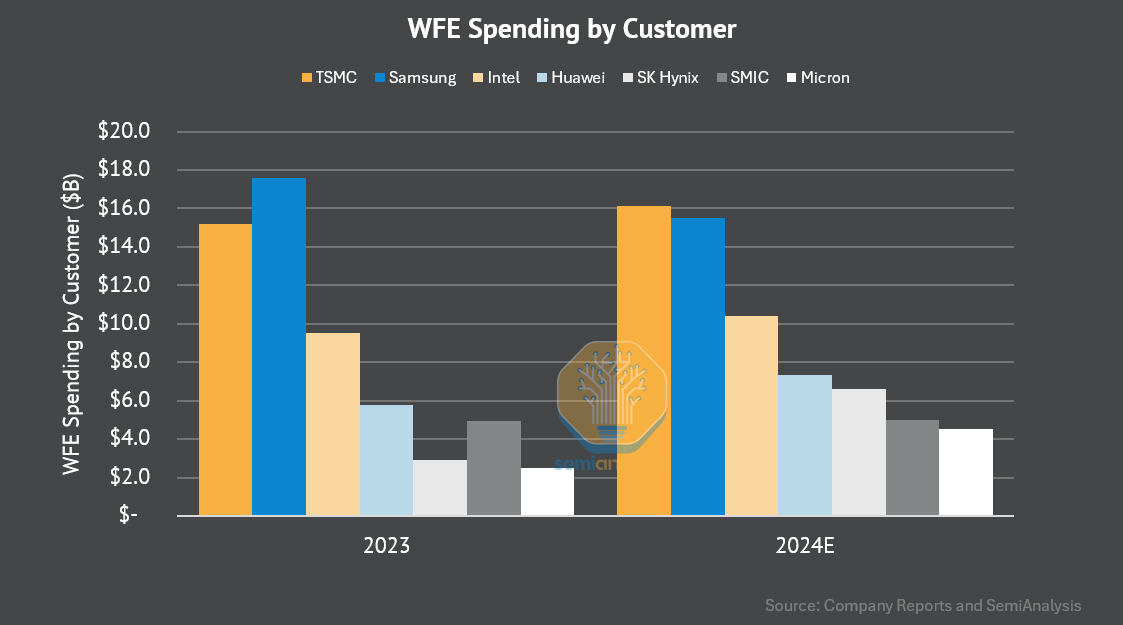 WFE Spending by Customer
TSMC Samsung Intel Huawei SK Hynix SMIC Micron
WFE Spending by Customer ($B)
$20.0
$18.0
$16.0
$14.0
$12.0
$10.0
$8.0
$6.0
$4.0
$2.0
$-
2023 2024E
Source: Company Reports and SemiAnalysis